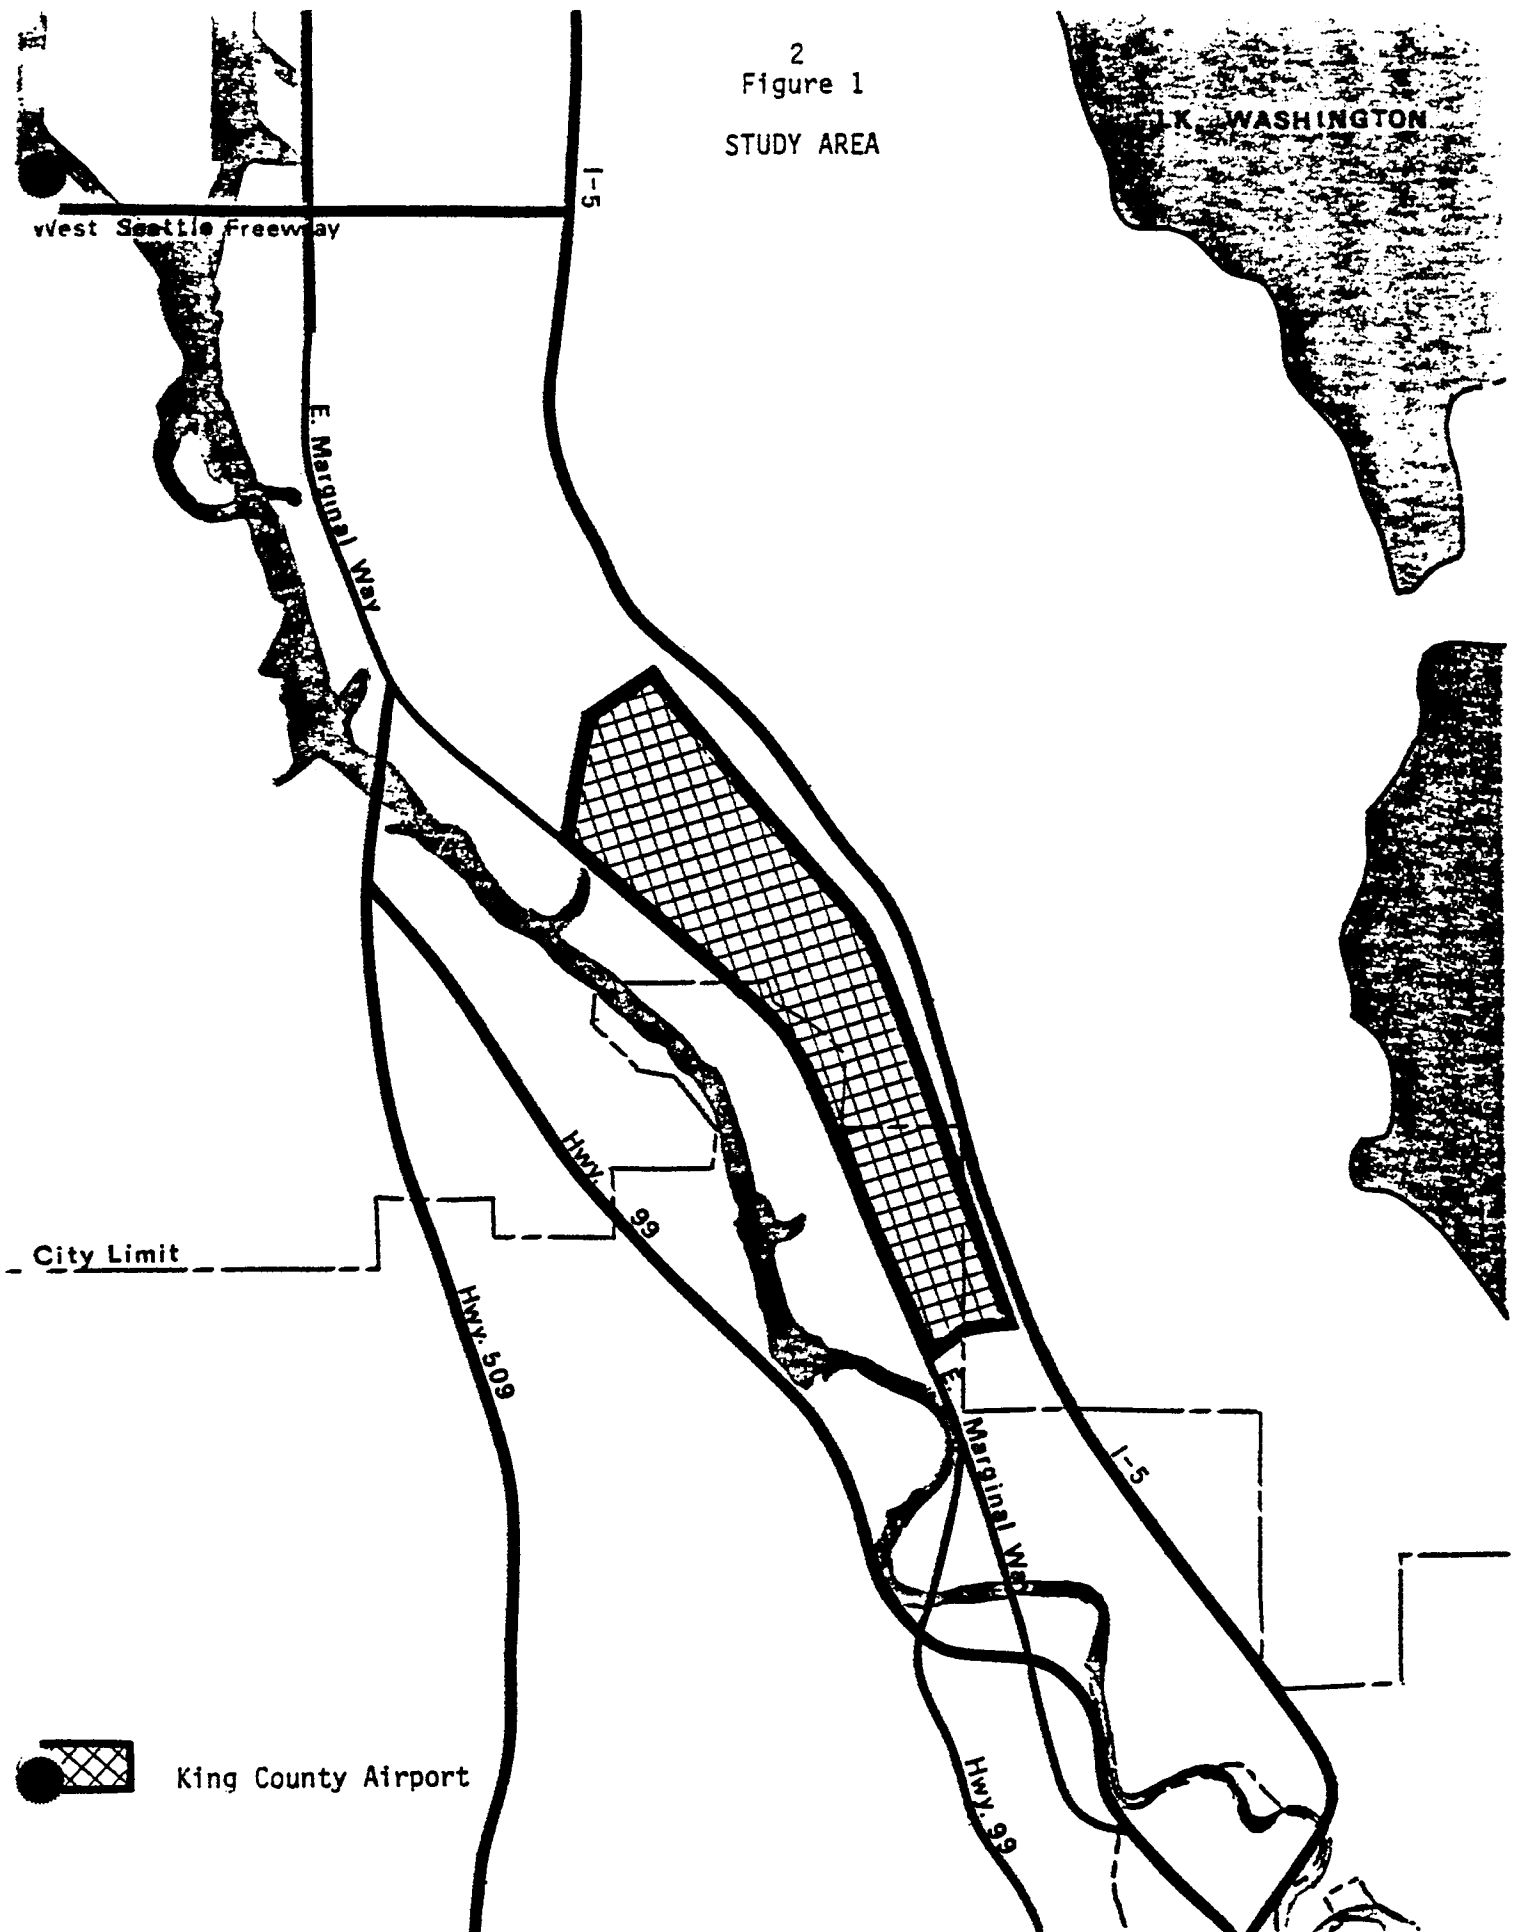 2
Figure 1
STUDY AREA
LK. WASHINGTON
I-5
West Seattle Freeway
E. Marginal Way
Hwy. 99
City Limit
Hwy. 509
E. Marginal Way
I-5
King County Airport
Hwy. 99